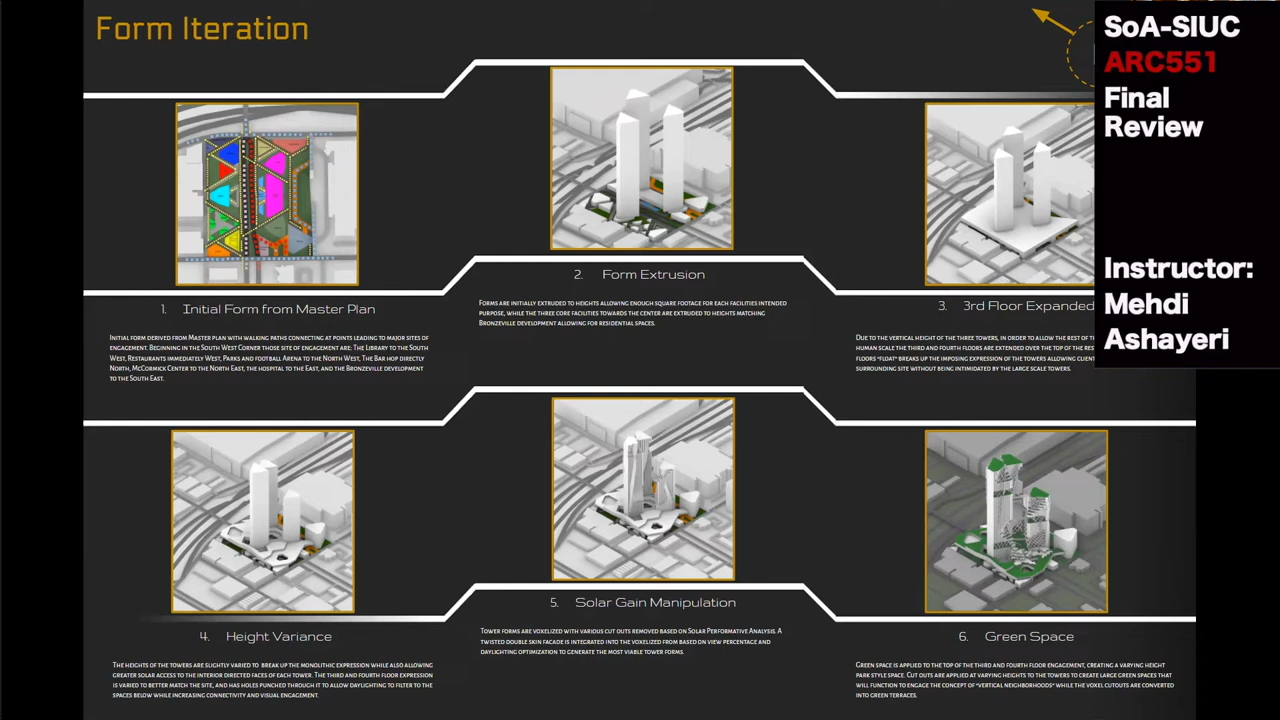 Form Iteration
SoA-SIUC
ARC551
Final
Review
Instructor:
Mehdi
Ashayeri
1. Initial Form from Master Plan
Initial form derived from Master plan with walking paths connecting at points leading to major sites of
engagement. Beginning in the South West Corner those site of engagement are: The Library to the South
West, Restaurants immediately West, Parks and football Arena to the North West, The Bar hop directly
North, McCormick Center to the North East, the hospital to the East, and the Bronzeville development
to the South East.
2. Form Extrusion
Forms are initially extruded to heights allowing enough square footage for each facilities intended
purpose, while the three core facilities towards the center are extruded to heights matching
Bronzeville development allowing for residential spaces.
3. 3rd Floor Expanded
Due to the vertical height of the three towers, in order to allow the rest of th
human scale the third and fourth floors are extended over the top of the rest
floors "float" breaks up the imposing expression of the towers allowing client
surrounding site without being intimidated by the large scale towers.
4. Height Variance
The heights of the towers are slightly varied to break up the monolithic expression while also allowing
greater solar access to the interior directed faces of each tower. The third and fourth floor expression
is varied to better match the site, and has holes punched through it to allow daylighting to filter to the
spaces below while increasing connectivity and visual engagement.
5. Solar Gain Manipulation
Tower forms are voxelized with various cut outs removed based on Solar Performative Analysis. A
twisted double skin facade is integrated into the voxelized from based on view percentage and
daylighting optimization to generate the most viable tower forms.
6. Green Space
Green space is applied to the top of the third and fourth floor engagement, creating a varying height
park style space. Cut outs are applied at varying heights to the towers to create large green spaces that
will function to engage the concept of "vertical neighborhoods" while the voxel cutouts are converted
into green terraces.